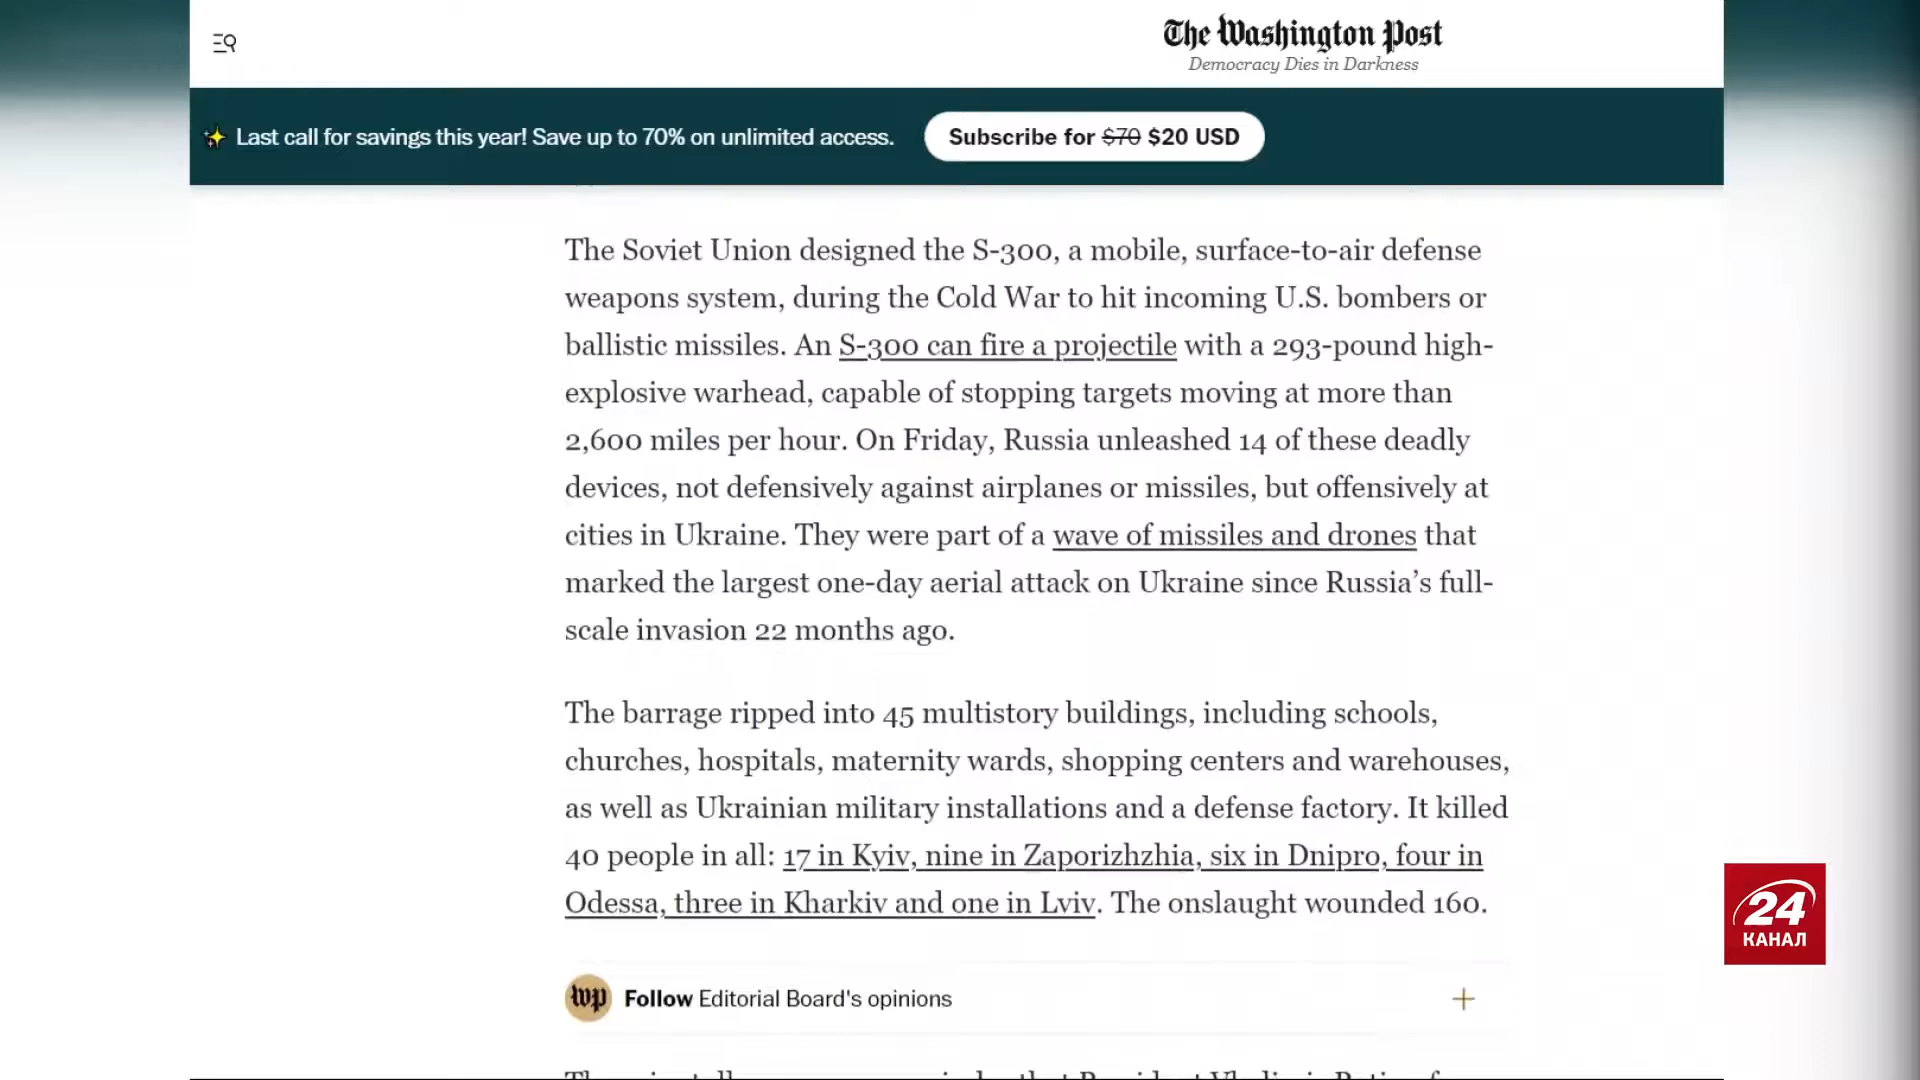 The Washington Post
Democracy Dies in Darkness
Last call for savings this year! Save up to 70% on unlimited access.
Subscribe for $70 $20 USD
The Soviet Union designed the S-300, a mobile, surface-to-air defense
weapons system, during the Cold War to hit incoming U.S. bombers or
ballistic missiles. An S-300 can fire a projectile with a 293-pound high-
explosive warhead, capable of stopping targets moving at more than
2,600 miles per hour. On Friday, Russia unleashed 14 of these deadly
devices, not defensively against airplanes or missiles, but offensively at
cities in Ukraine. They were part of a wave of missiles and drones that
marked the largest one-day aerial attack on Ukraine since Russia’s full-
scale invasion 22 months ago.
The barrage ripped into 45 multistory buildings, including schools,
churches, hospitals, maternity wards, shopping centers and warehouses,
as well as Ukrainian military installations and a defense factory. It killed
40 people in all: 17 in Kyiv, nine in Zaporizhzhia, six in Dnipro, four in
Odessa, three in Kharkiv and one in Lviv. The onslaught wounded 160.
24
КАНАЛ
wp
Follow Editorial Board's opinions